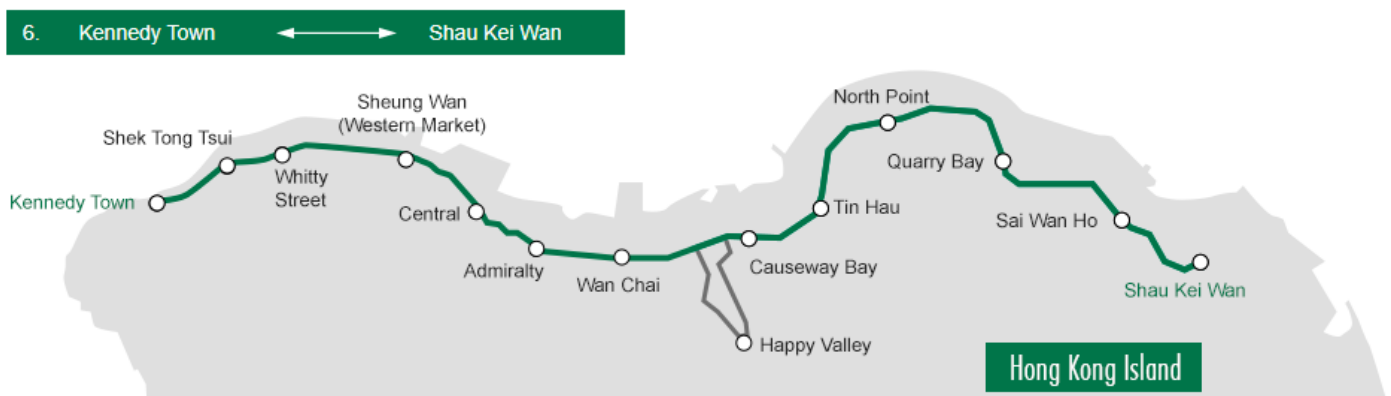 6. Kennedy Town Shau Kei Wan
Sheung Wan
(Western Market)
Shek Tong Tsui
Kennedy Town
Whitty
Street
Central
Admiralty
Wan Chai
Causeway Bay
Happy Valley
Tin Hau
North Point
Quarry Bay
Sai Wan Ho
Shau Kei Wan
Hong Kong Island